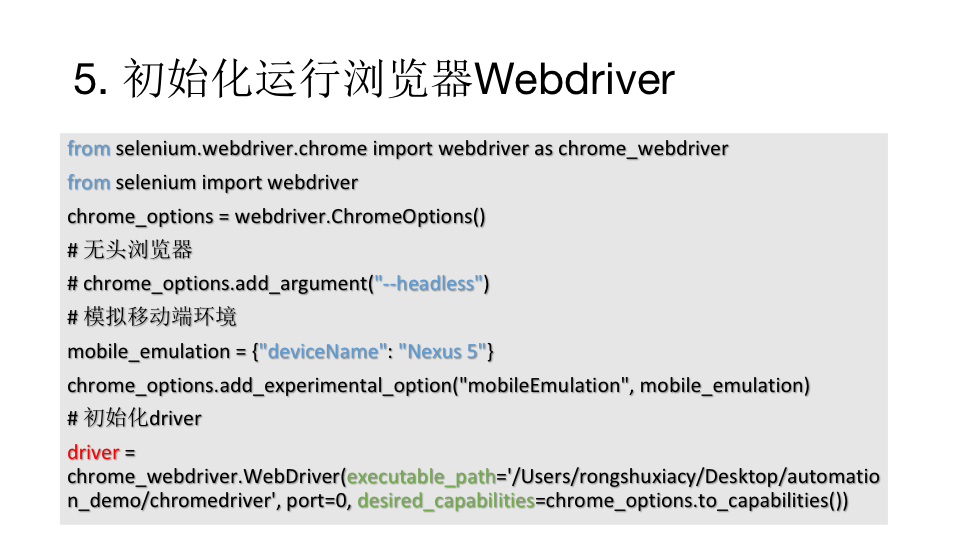 5. 初始化运行浏览器Webdriver
from selenium.webdriver.chrome import webdriver as chrome_webdriver
from selenium import webdriver
chrome_options = webdriver.ChromeOptions()
# 无头浏览器
# chrome_options.add_argument("--headless")
# 模拟移动端环境
mobile_emulation = {"deviceName": "Nexus 5"}
chrome_options.add_experimental_option("mobileEmulation", mobile_emulation)
# 初始化driver
driver =
chrome_webdriver.WebDriver(executable_path='/Users/rongshuxiacy/Desktop/automatio
n_demo/chromedriver', port=0, desired_capabilities=chrome_options.to_capabilities())